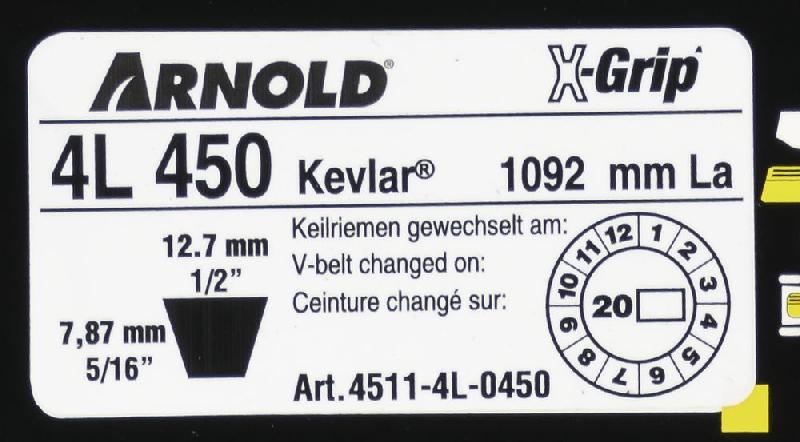 ARNOLD®
X-Grip
4L 450 Kevlar® 1092 mm La
12.7 mm
1/2”
7,87 mm
5/16”
Keilriemen gewechselt am:
V-belt changed on:
Ceinture changé sur:
Art.4511-4L-0450
1 2 3 4 5 6 7 8 9 10 11 12
20